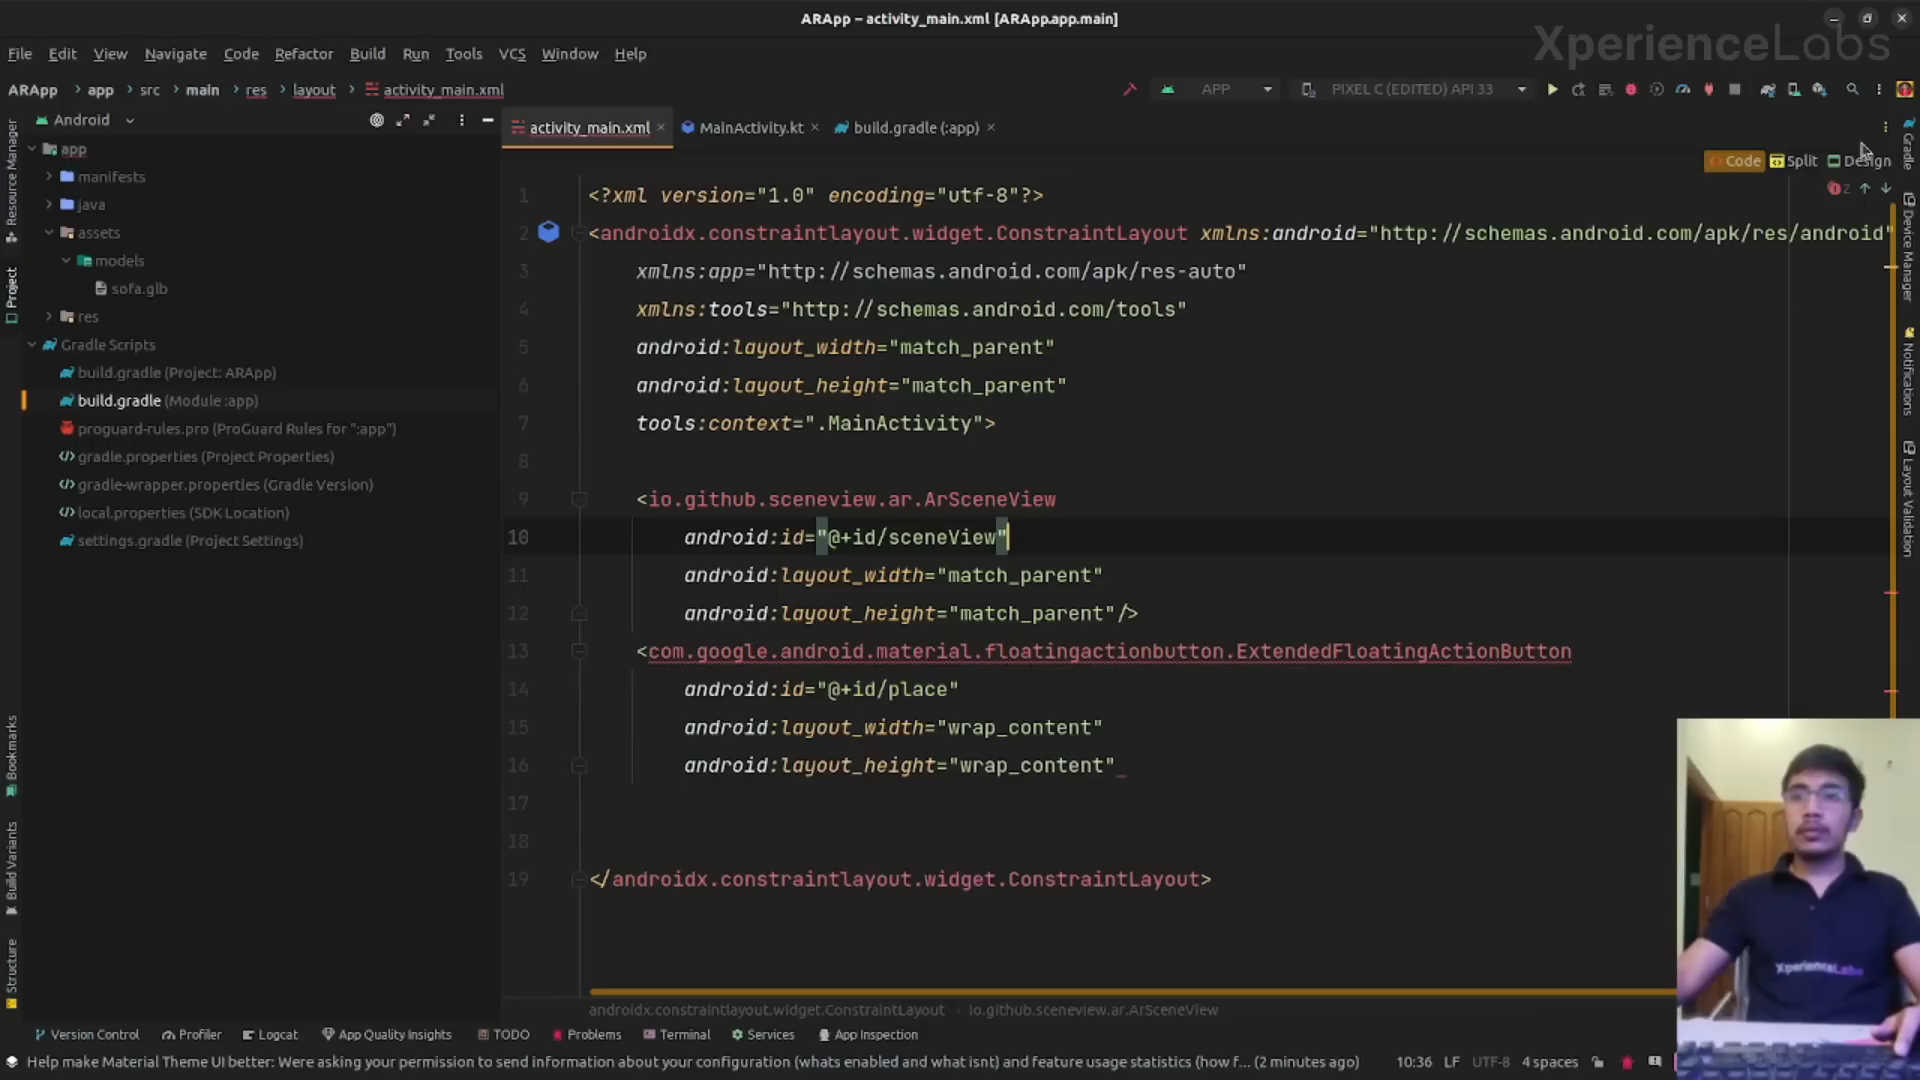 ARApp – activity_main.xml [ARApp.app.main]
XperienceLabs
File Edit View Navigate Code Refactor Build Run Tools VCS Window Help
ARApp app src main res layout activity_main.xml
APP PIXEL C (EDITED) API 33
Android
activity_main.xml MainActivity.kt build.gradle (:app)
Code Split Design
2
app
manifests
java
assets
models
sofa.glb
res
Gradle Scripts
build.gradle (Project: ARApp)
build.gradle (Module :app)
proguard-rules.pro (ProGuard Rules for ":app")
gradle.properties (Project Properties)
gradle-wrapper.properties (Gradle Version)
local.properties (SDK Location)
settings.gradle (Project Settings)
Resource Manager
Project
Bookmarks
Build Variants
Structure
1 <?xml version="1.0" encoding="utf-8"?>
2 <androidx.constraintlayout.widget.ConstraintLayout xmlns:android="http://schemas.android.com/apk/res/android"
3 xmlns:app="http://schemas.android.com/apk/res-auto"
4 xmlns:tools="http://schemas.android.com/tools"
5 android:layout_width="match_parent"
6 android:layout_height="match_parent"
7 tools:context=".MainActivity">
8
9 <io.github.sceneview.ar.ArSceneView
10 android:id="@+id/sceneView"
11 android:layout_width="match_parent"
12 android:layout_height="match_parent"/>
13 <com.google.android.material.floatingactionbutton.ExtendedFloatingActionButton
14 android:id="@+id/place"
15 android:layout_width="wrap_content"
16 android:layout_height="wrap_content"
17
18
19 </androidx.constraintlayout.widget.ConstraintLayout>
Gradle
Device Manager
Notifications
Layout Validation
XperienceLabs
androidx.constraintlayout.widget.ConstraintLayout io.github.sceneview.ar.ArSceneView
Version Control Profiler Logcat App Quality Insights TODO Problems Terminal Services App Inspection
Help make Material Theme UI better: Were asking your permission to send information about your configuration (whats enabled and what isnt) and feature usage statistics (how f... (2 minutes ago) 10:36 LF UTF-8 4 spaces